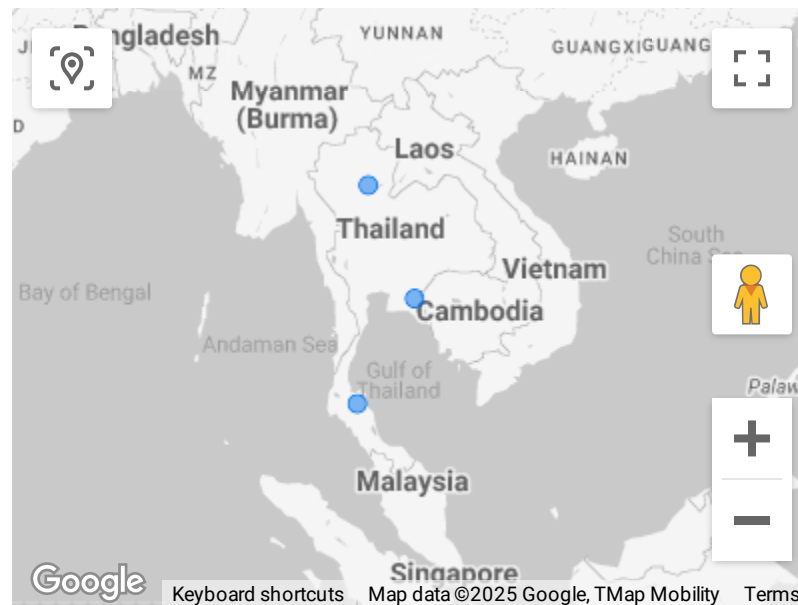 ngladesh
YUNNAN
GUANGXI
GUANG
MZ
Myanmar
(Burma)
Laos
HAINAN
D
Thailand
South
China Sea
Vietnam
Bay of Bengal
Cambodia
Andaman Sea
Gulf of
Thailand
Palaw
Malaysia
Singapore
Google
Keyboard shortcuts
Map data ©2025 Google, TMap Mobility
Terms